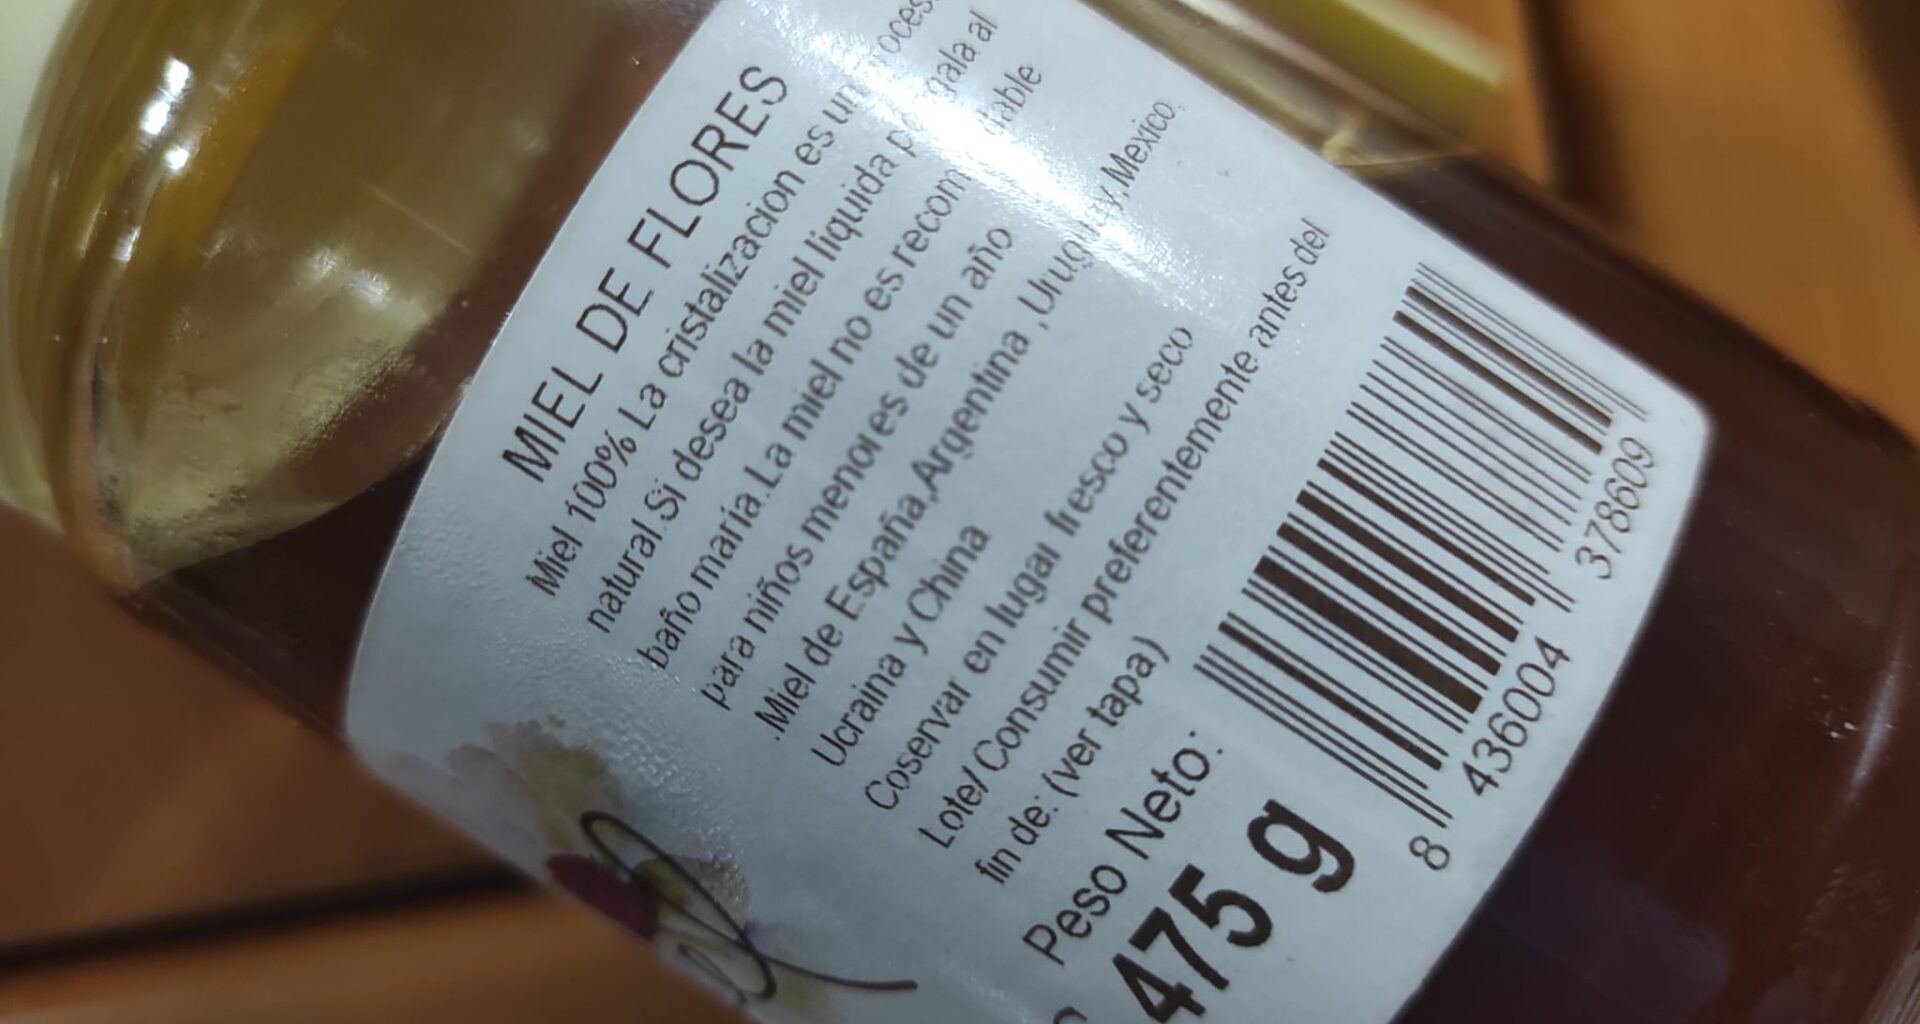 MIEL DE FLORES
Miel 100% La cristalizacion es un
natural.Si desea la miel liquida al
baño maría.La miel no es
para niños menores de un año
.Miel de España,Argentina ,Uruguay,Mexico,
Ucraina y China
Coservar en lugar fresco y seco
Lote/ Consumir preferentemente antes del
fin de: (ver tapa)
Peso Neto:
475 g
8 436004 378609